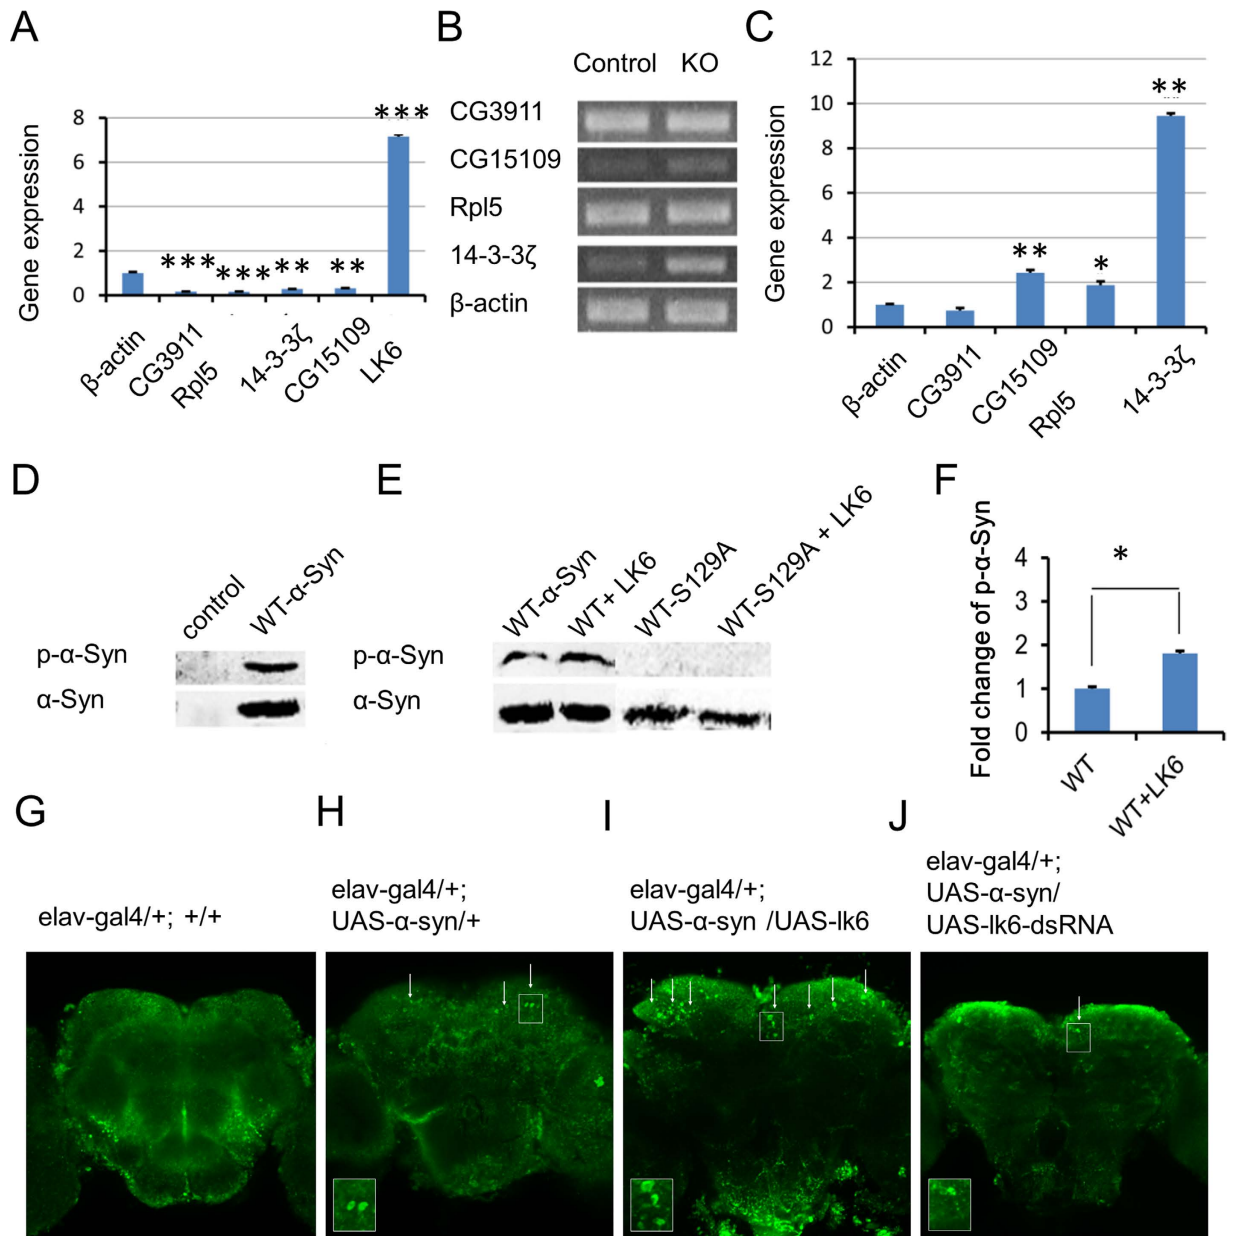 A
Gene expression
8
6
4
2
0
***
***
**
**
***
β-actin
CG3911
Rpl5
14-3-3ζ
CG15109
LK6
B
Control KO
CG3911
CG15109
Rpl5
14-3-3ζ
β-actin
C
Gene expression
12
10
8
6
4
2
0
**
*
**
β-actin
CG3911
CG15109
Rpl5
14-3-3ζ
D
control
WT-α-Syn
p-α-Syn
α-Syn
E
WT-α-Syn
WT+ LK6
WT-S129A
WT-S129A + LK6
p-α-Syn
α-Syn
F
Fold change of p-α-Syn
4
3
2
1
0
*
WT
WT+LK6
G
elav-gal4/+; +/+
H
elav-gal4/+;
UAS-α-syn/+
I
elav-gal4/+;
UAS-α-syn /UAS-lk6
J
elav-gal4/+;
UAS-α-syn/
UAS-lk6-dsRNA